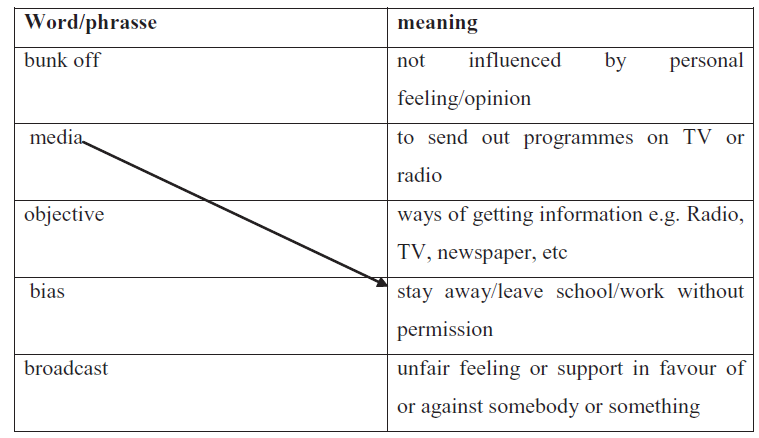 Word/phrasse meaning
bunk off not influenced by personal
feeling/opinion
media to send out programmes on TV or
radio
objective ways of getting information e.g. Radio,
TV, newspaper, etc
bias stay away/leave school/work without
permission
broadcast unfair feeling or support in favour of
or against somebody or something